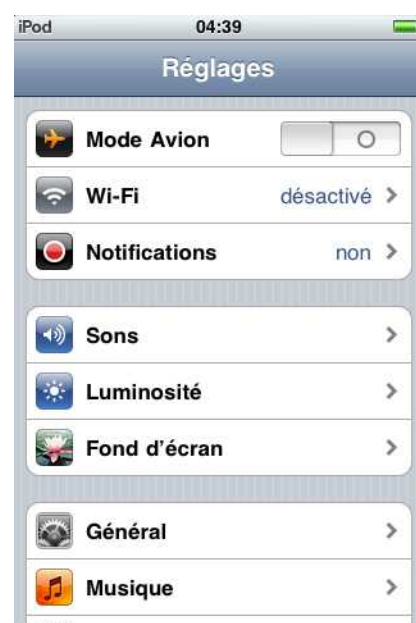 iPod 04:39
Réglages
Mode Avion
Wi-Fi désactivé
Notifications non
Sons
Luminosité
Fond d'écran
Général
Musique